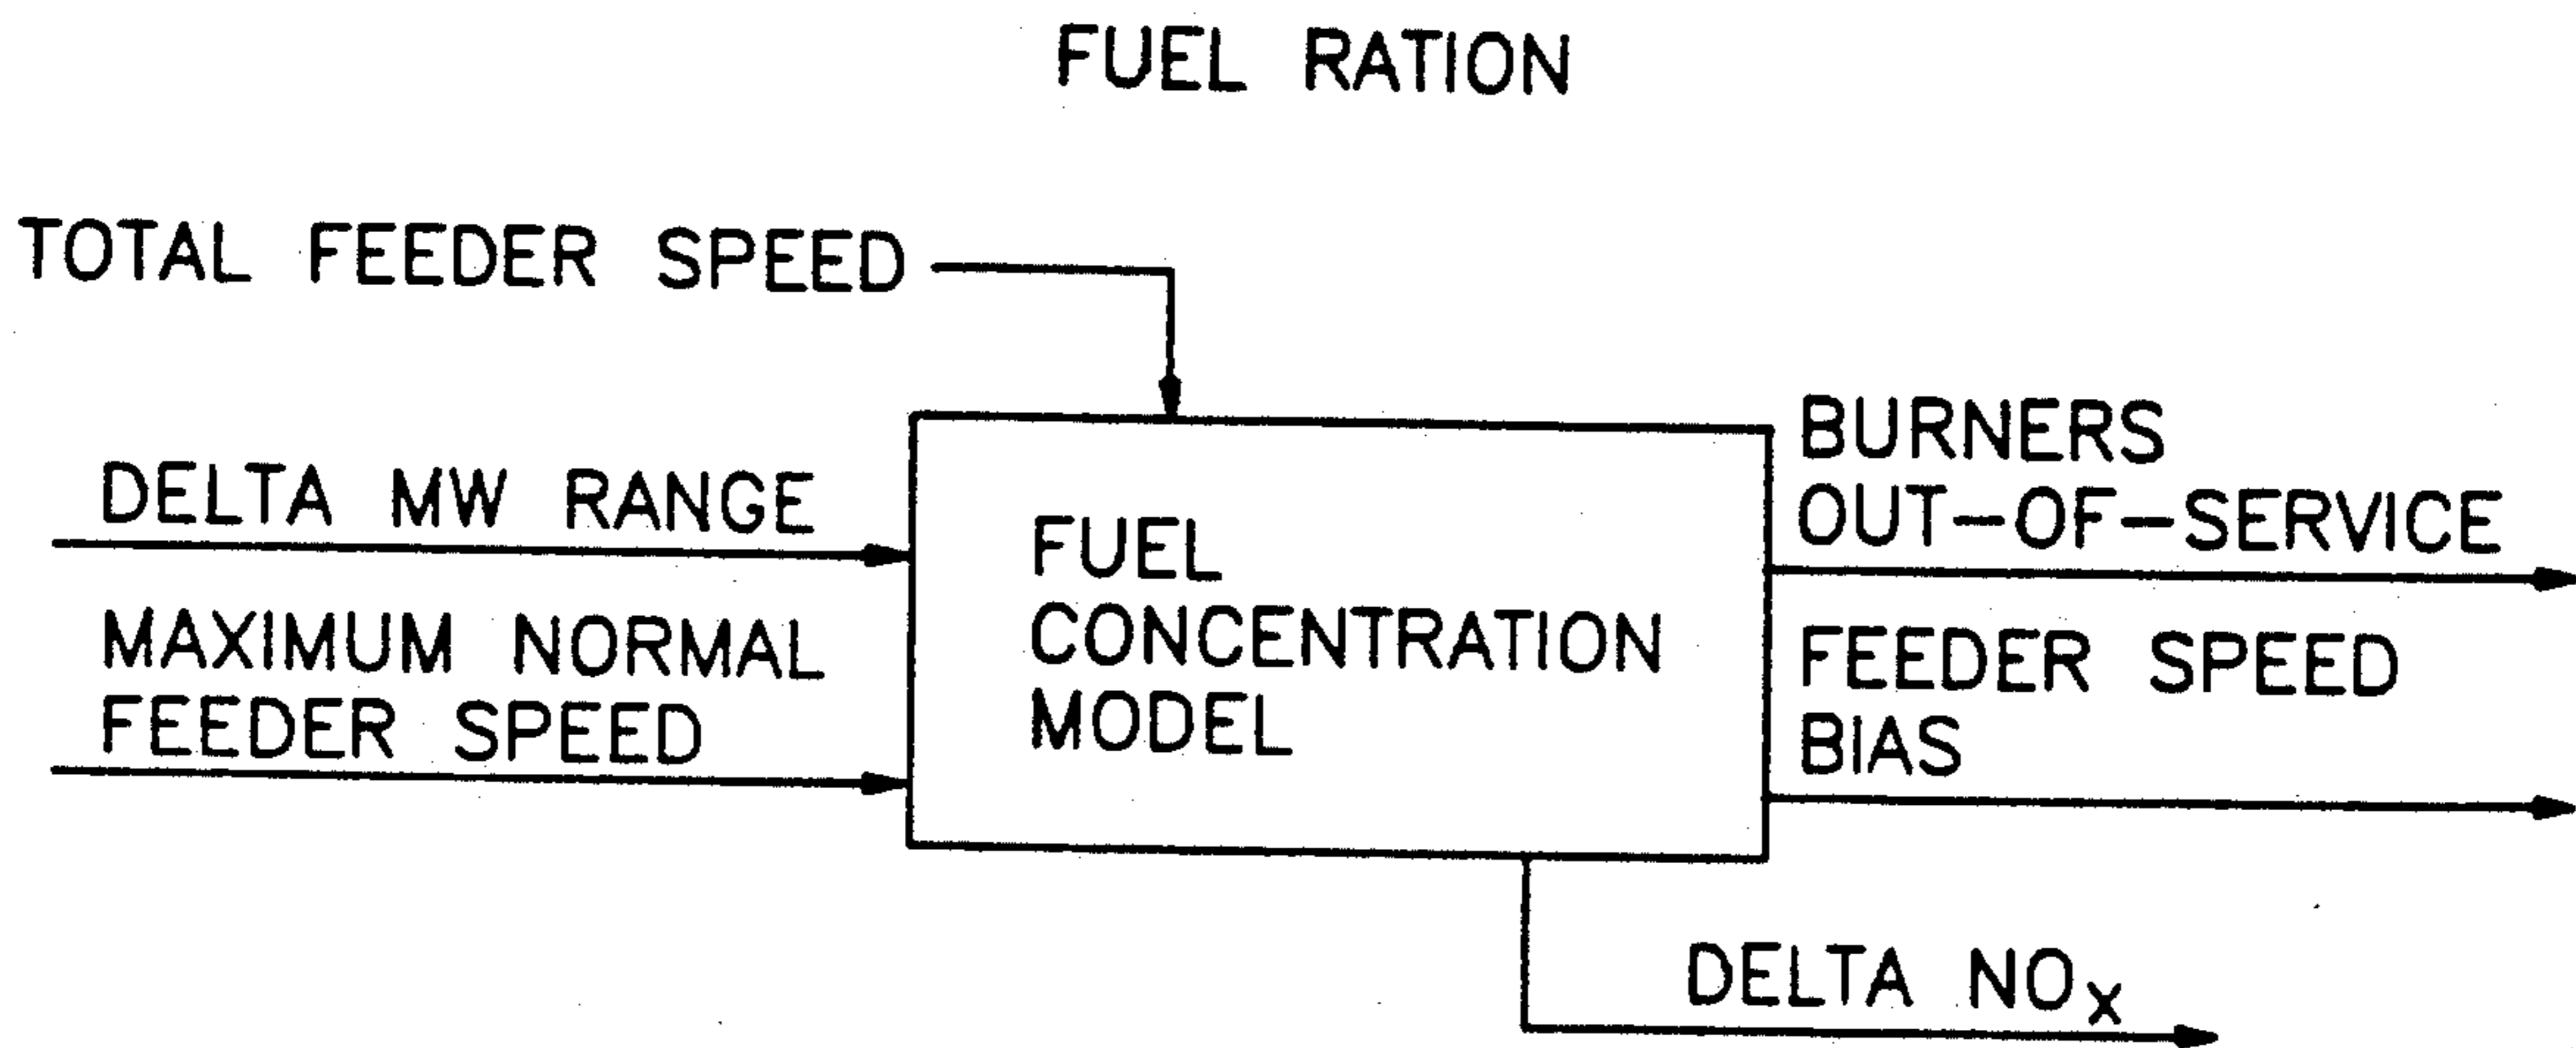 FUEL RATION
TOTAL FEEDER SPEED
DELTA MW RANGE
MAXIMUM NORMAL
FEEDER SPEED
FUEL
CONCENTRATION
MODEL
BURNERS
OUT-OF-SERVICE
FEEDER SPEED
BIAS
DELTA NOx